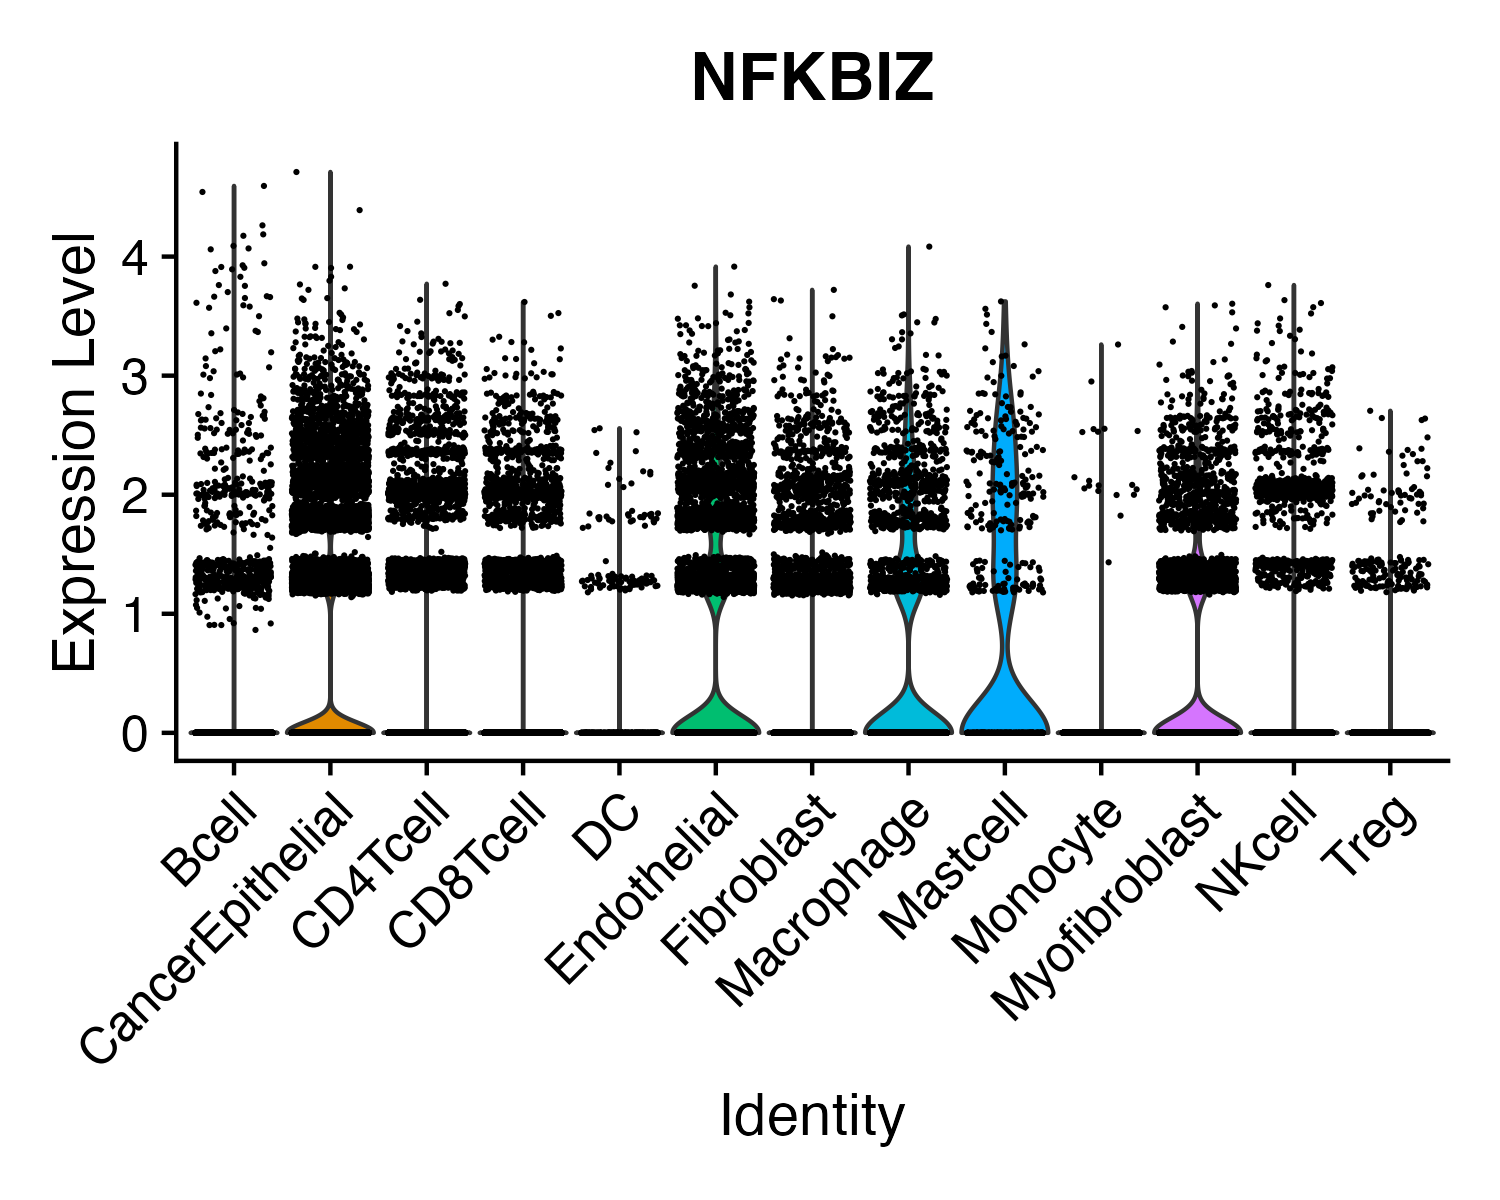 NFKBIZ
Expression Level
4
3
2
1
0
Bcell
CancerEpithelial
CD4Tcell
CD8Tcell
DC
Endothelial
Fibroblast
Macrophage
Mastcell
Monocyte
Myofibroblast
NKcell
Treg
Identity